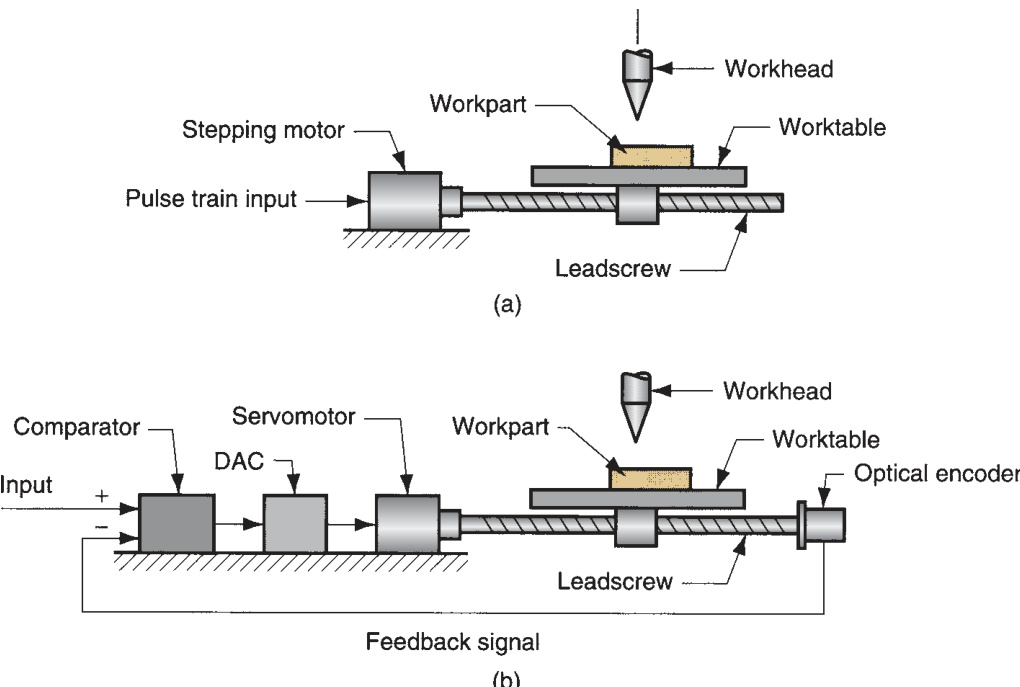 Workhead
Workpart
Worktable
Stepping motor
Pulse train input
Leadscrew
(a)
Workhead
Servomotor
Workpart
Comparator
Worktable
DAC
Optical encoder
Input
+
−
Leadscrew
Feedback signal
(b)